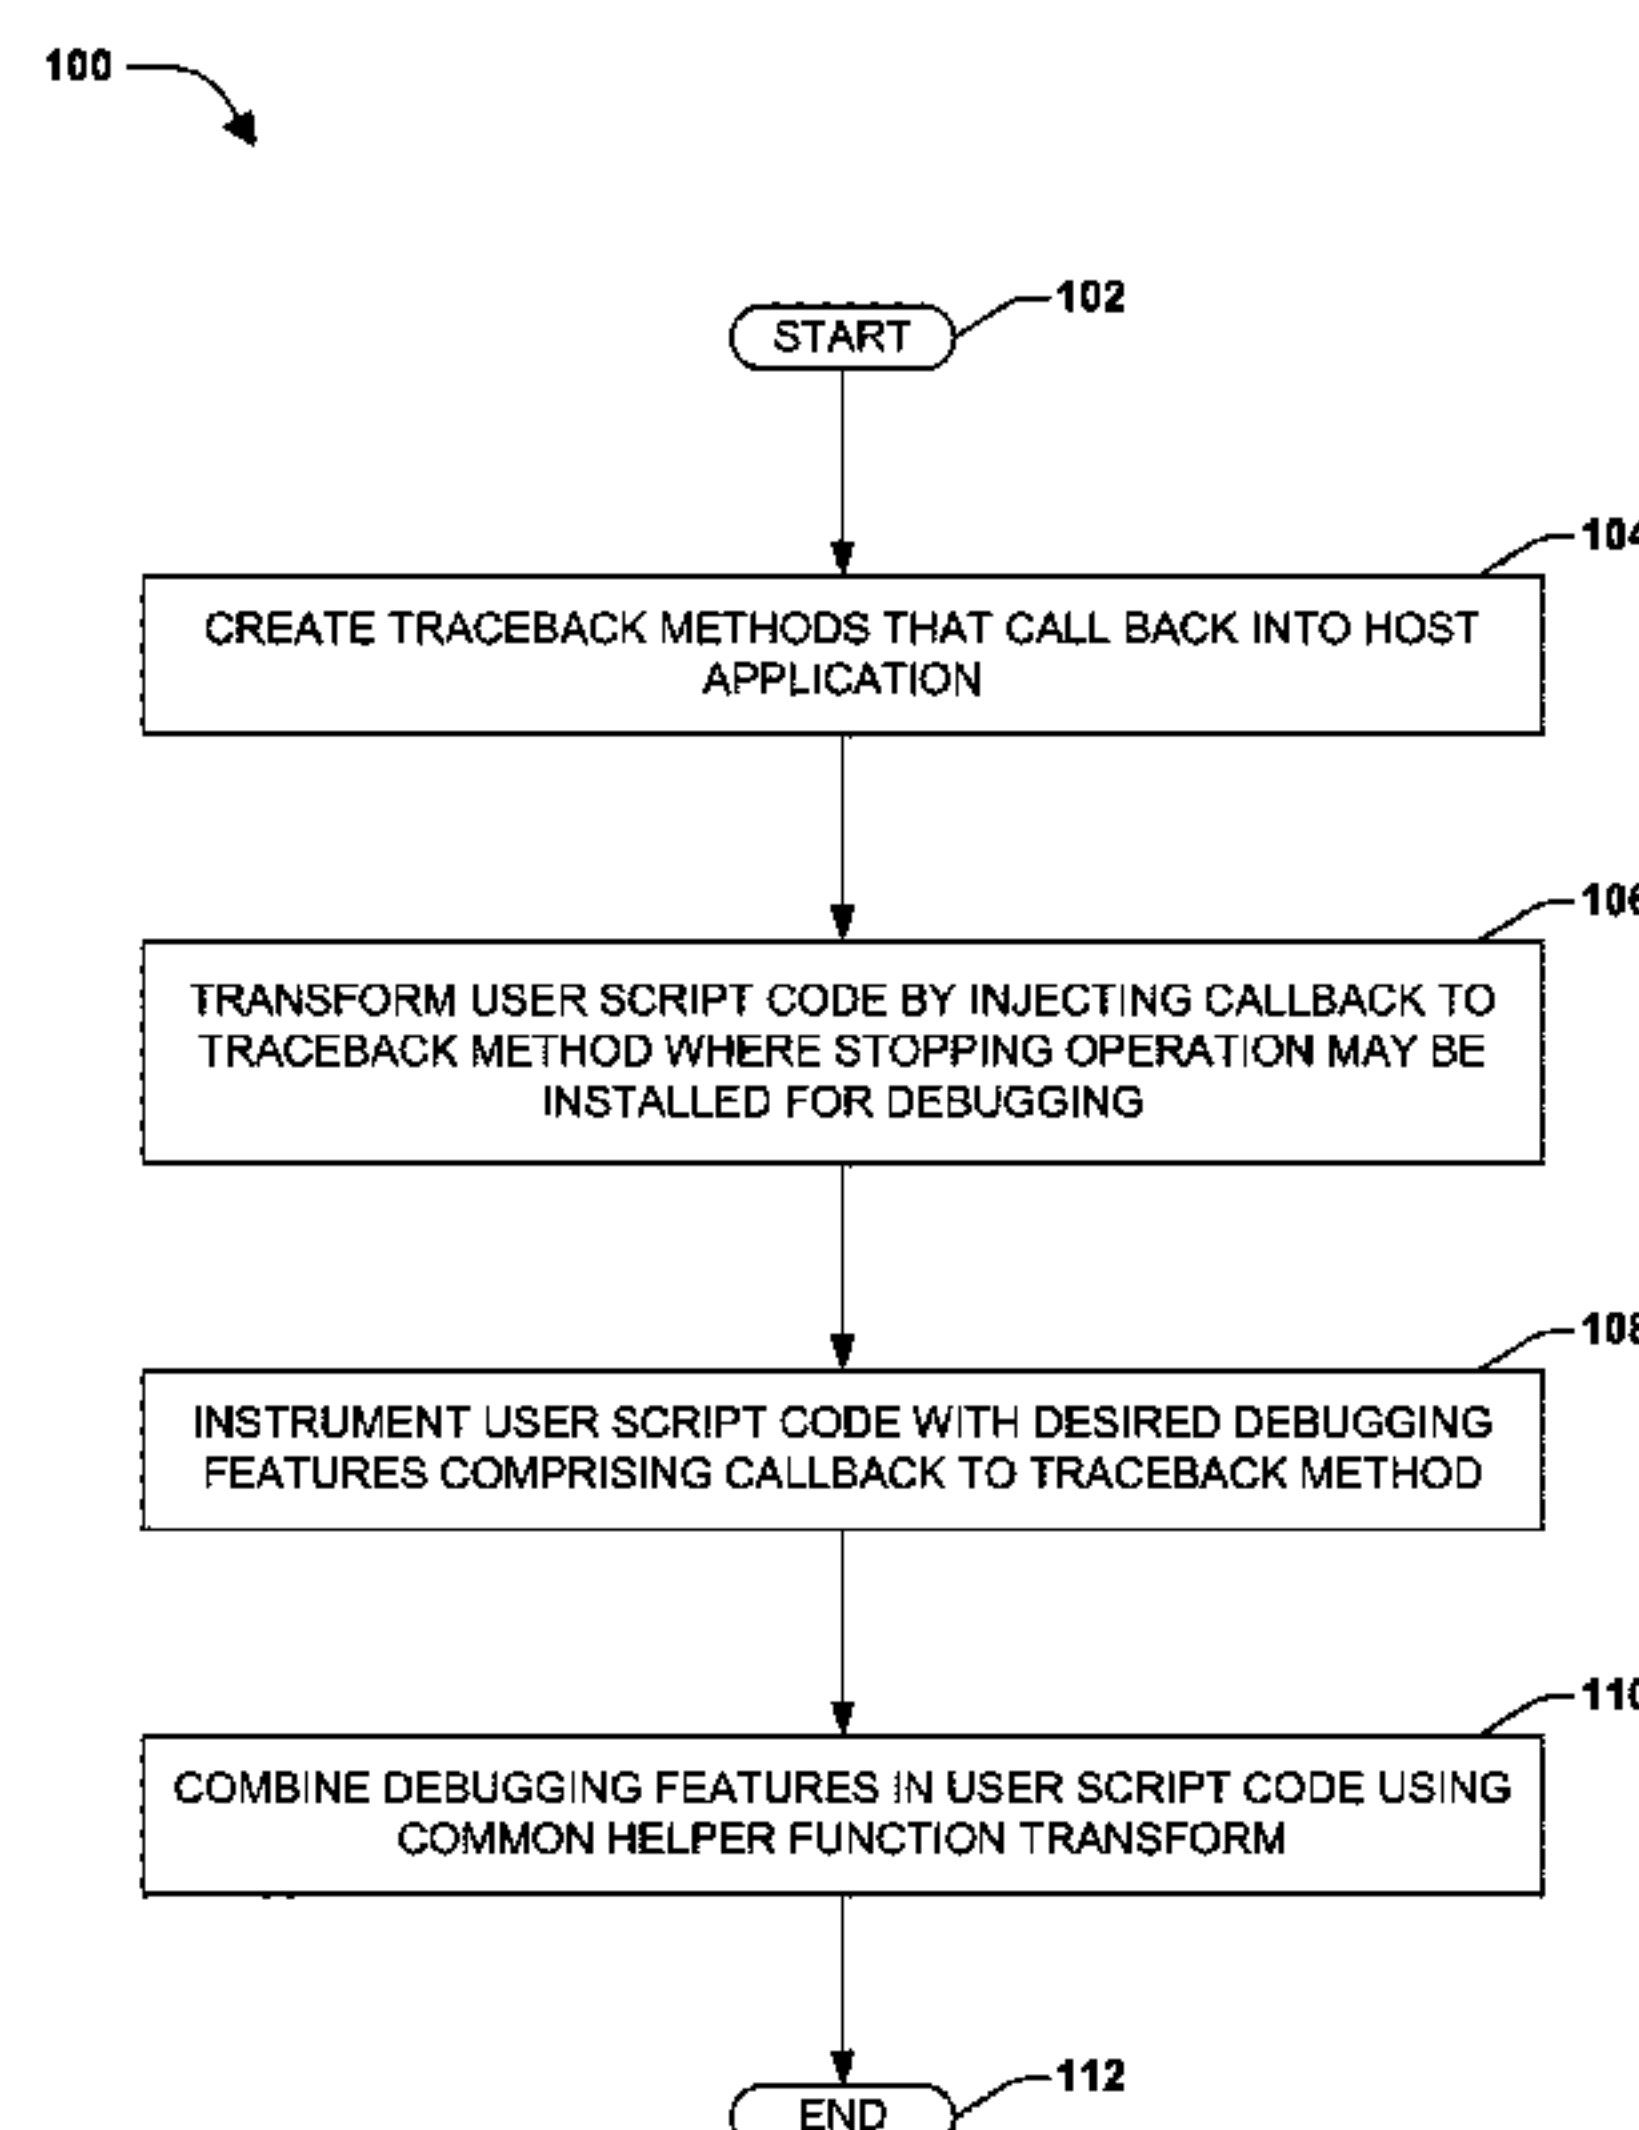 100
102
START
104
CREATE TRACEBACK METHODS THAT CALL BACK INTO HOST
APPLICATION
106
TRANSFORM USER SCRIPT CODE BY INJECTING CALLBACK TO
TRACEBACK METHOD WHERE STOPPING OPERATION MAY BE
INSTALLED FOR DEBUGGING
108
INSTRUMENT USER SCRIPT CODE WITH DESIRED DEBUGGING
FEATURES COMPRISING CALLBACK TO TRACEBACK METHOD
110
COMBINE DEBUGGING FEATURES IN USER SCRIPT CODE USING
COMMON HELPER FUNCTION TRANSFORM
112
END